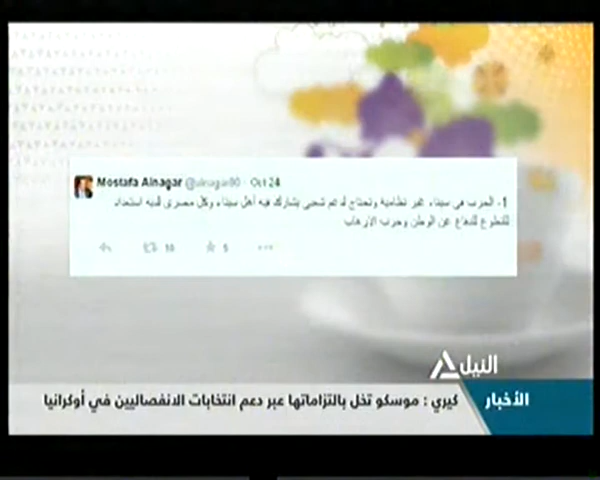 Mostafa Alnagar @alnagar80 · Oct 24
1- الحرب في سيناء غير نظامية وتحتاج لدعم شعبي يشارك فيه أهل سيناء وكل مصرى لديه استعداد
للتطوع للدفاع عن الوطن وحرب الارهاب
10 5
النيل
الأخبار
كيري : موسكو تخل بالتزاماتها عبر دعم انتخابات الانفصاليين في أوكرانيا